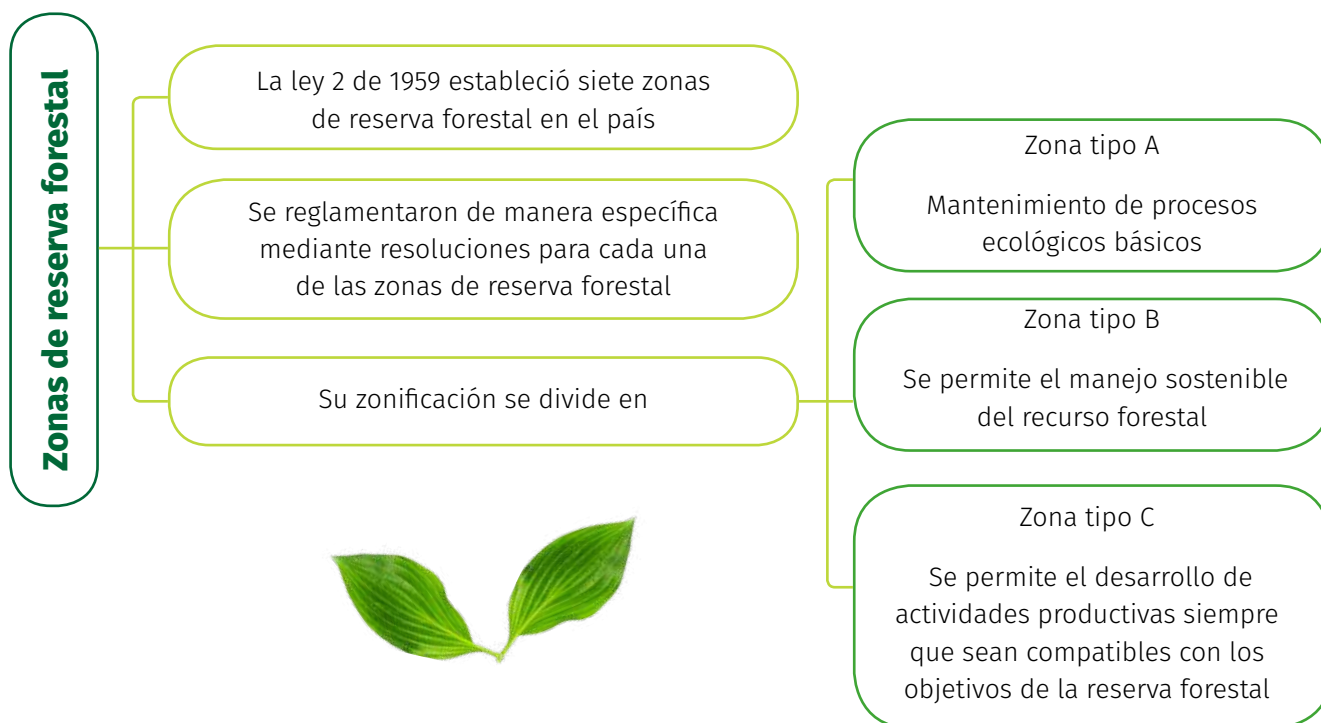 Zonas de reserva forestal
La ley 2 de 1959 estableció siete zonas
de reserva forestal en el país
Se reglamentaron de manera específica
mediante resoluciones para cada una
de las zonas de reserva forestal
Su zonificación se divide en
Zona tipo A
Mantenimiento de procesos
ecológicos básicos
Zona tipo B
Se permite el manejo sostenible
del recurso forestal
Zona tipo C
Se permite el desarrollo de
actividades productivas siempre
que sean compatibles con los
objetivos de la reserva forestal